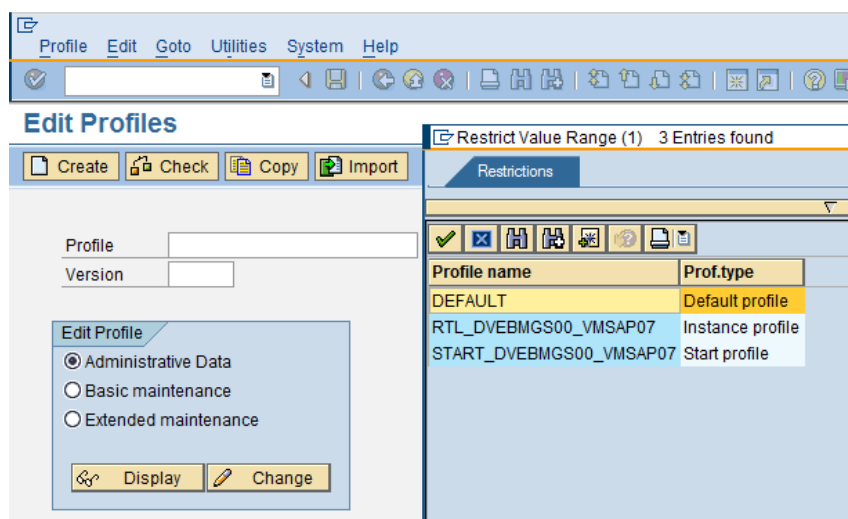 Profile Edit Goto Utilities System Help
Edit Profiles
Create Check Copy Import
Profile
Version
Edit Profile
Administrative Data
Basic maintenance
Extended maintenance
Display Change
Restrict Value Range (1) 3 Entries found
Restrictions
Profile name Prof.type
DEFAULT Default profile
RTL_DVEBMGS00_VMSAP07 Instance profile
START_DVEBMGS00_VMSAP07 Start profile